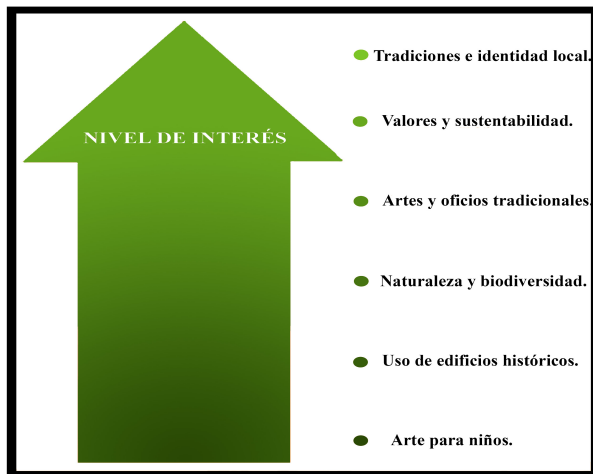 Tradiciones e identidad local.
Valores y sustentabilidad.
NIVEL DE INTERÉS
Artes y oficios tradicionales.
Naturaleza y biodiversidad.
Uso de edificios históricos.
Arte para niños.